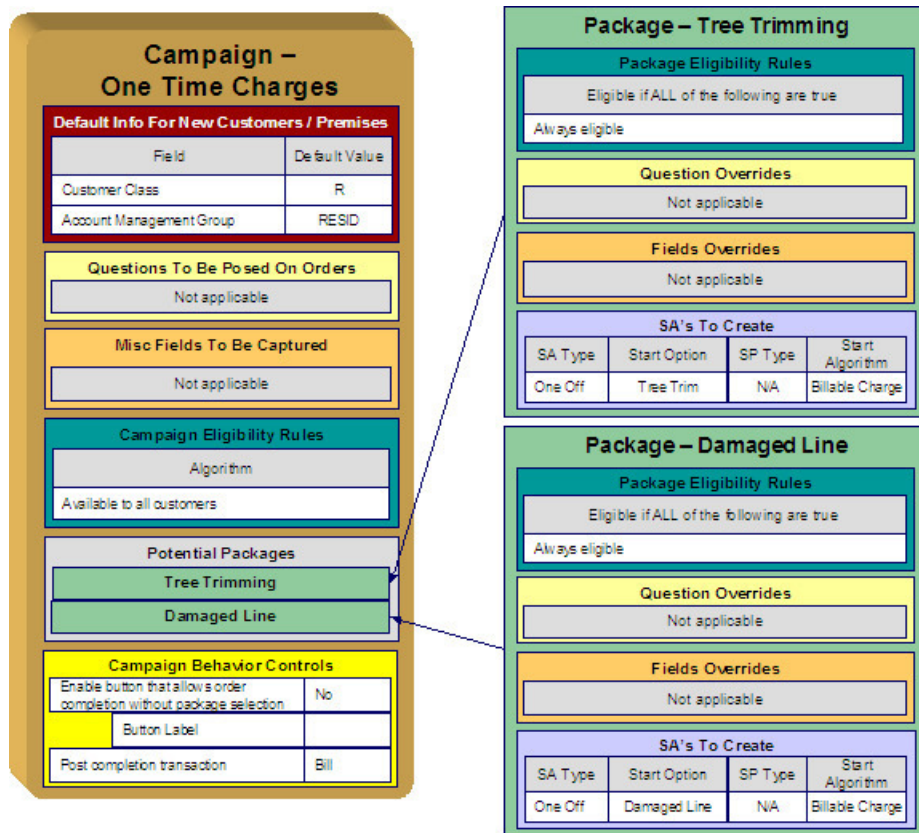 Campaign –
One Time Charges
Default Info For New Customers / Premises
Field Default Value
Customer Class R
Account Management Group RESID
Questions To Be Posed On Orders
Not applicable
Misc Fields To Be Captured
Not applicable
Campaign Eligibility Rules
Algorithm
Available to all customers
Potential Packages
Tree Trimming
Damaged Line
Campaign Behavior Controls
Enable button that allows order
completion without package selection No
Button Label
Post completion transaction Bill
Package – Tree Trimming
Package Eligibility Rules
Eligible if ALL of the following are true
Always eligible
Question Overrides
Not applicable
Fields Overrides
Not applicable
SA's To Create
SA Type Start Option SP Type Start
Algorithm
One Off Tree Trim N/A Billable Charge
Package – Damaged Line
Package Eligibility Rules
Eligible if ALL of the following are true
Always eligible
Question Overrides
Not applicable
Fields Overrides
Not applicable
SA's To Create
SA Type Start Option SP Type Start
Algorithm
One Off Damaged Line N/A Billable Charge